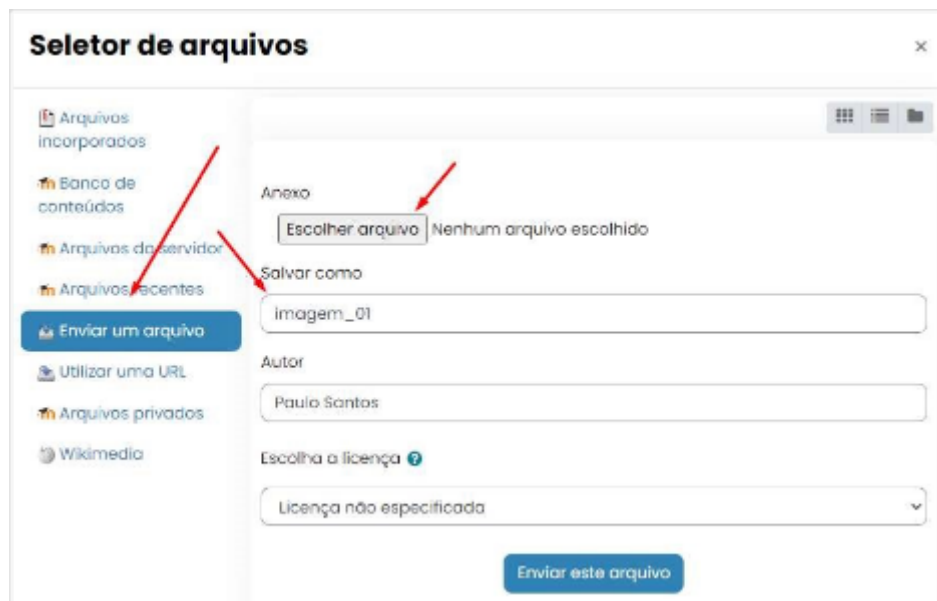 Seletor de arquivos
Arquivos
incorporados
Banco de
conteúdos
Arquivos do servidor
Arquivos recentes
Enviar um arquivo
Utilizar uma URL
Arquivos privados
Wikimedia
Anexo
Escolher arquivo Nenhum arquivo escolhido
Salvar como
imagem_01
Autor
Paulo Santos
Escolha a licença
Licença não especificada
Enviar este arquivo